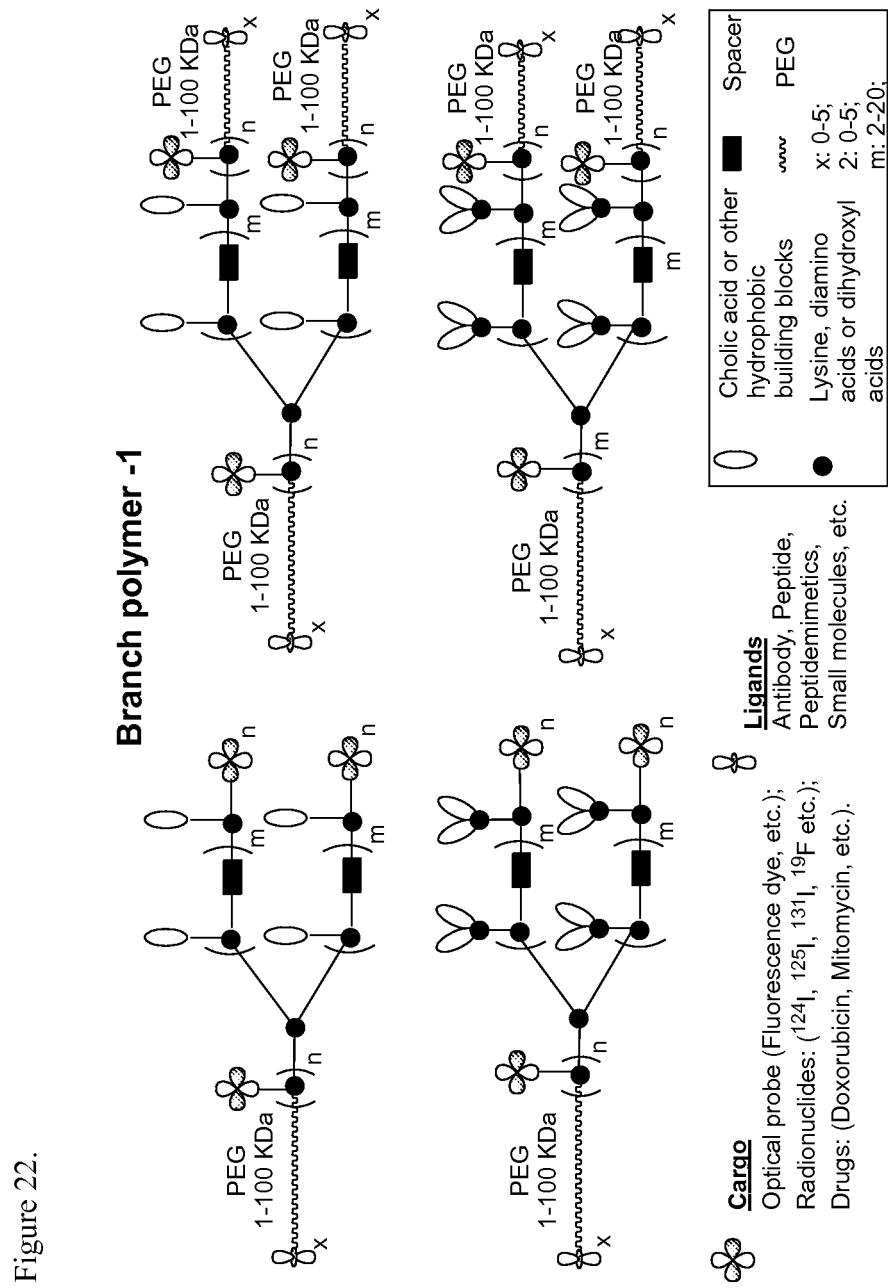 Figure 22.
Branch polymer -1
PEG
1-100 KDa
x
n
m
n
m
n
PEG
1-100 KDa
x
n
m
PEG
1-100 KDa
n
x
m
PEG
1-100 KDa
n
x
PEG
1-100 KDa
x
n
m
n
m
n
PEG
1-100 KDa
x
m
m
PEG
1-100 KDa
n
x
m
PEG
1-100 KDa
n
x
Cargo
Optical probe (Fluorescence dye, etc.);
Radionuclides: (124I, 125I, 131I, 19F etc.);
Drugs: (Doxorubicin, Mitomycin, etc.).
Ligands
Antibody, Peptide,
Peptidemimetics,
Small molecules, etc.
Cholic acid or other
hydrophobic
building blocks
Lysine, diamino
acids or dihydroxyl
acids
Spacer
PEG
x: 0-5;
2: 0-5;
m: 2-20;